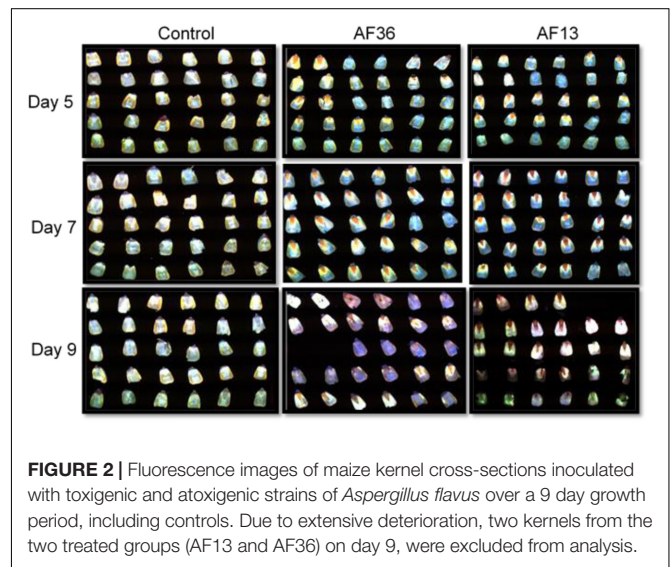 Control AF36 AF13
Day 5
Day 7
Day 9
FIGURE 2 | Fluorescence images of maize kernel cross-sections inoculated
with toxigenic and atoxigenic strains of Aspergillus flavus over a 9 day growth
period, including controls. Due to extensive deterioration, two kernels from the
two treated groups (AF13 and AF36) on day 9, were excluded from analysis.